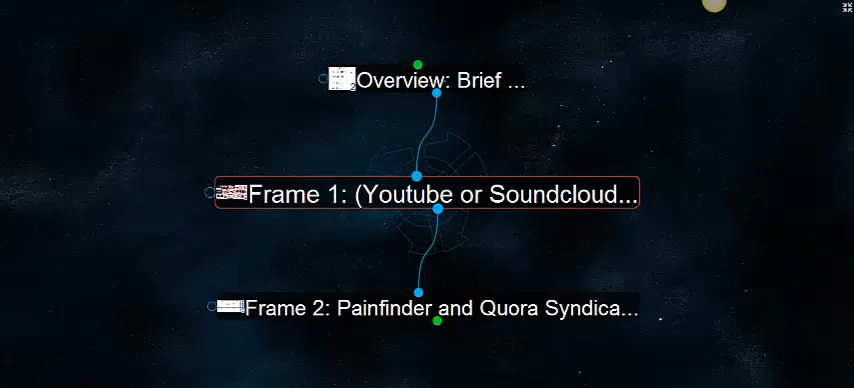 Overview: Brief ...
Frame 1: (Youtube or Soundcloud...
Frame 2: Painfinder and Quora Syndica...